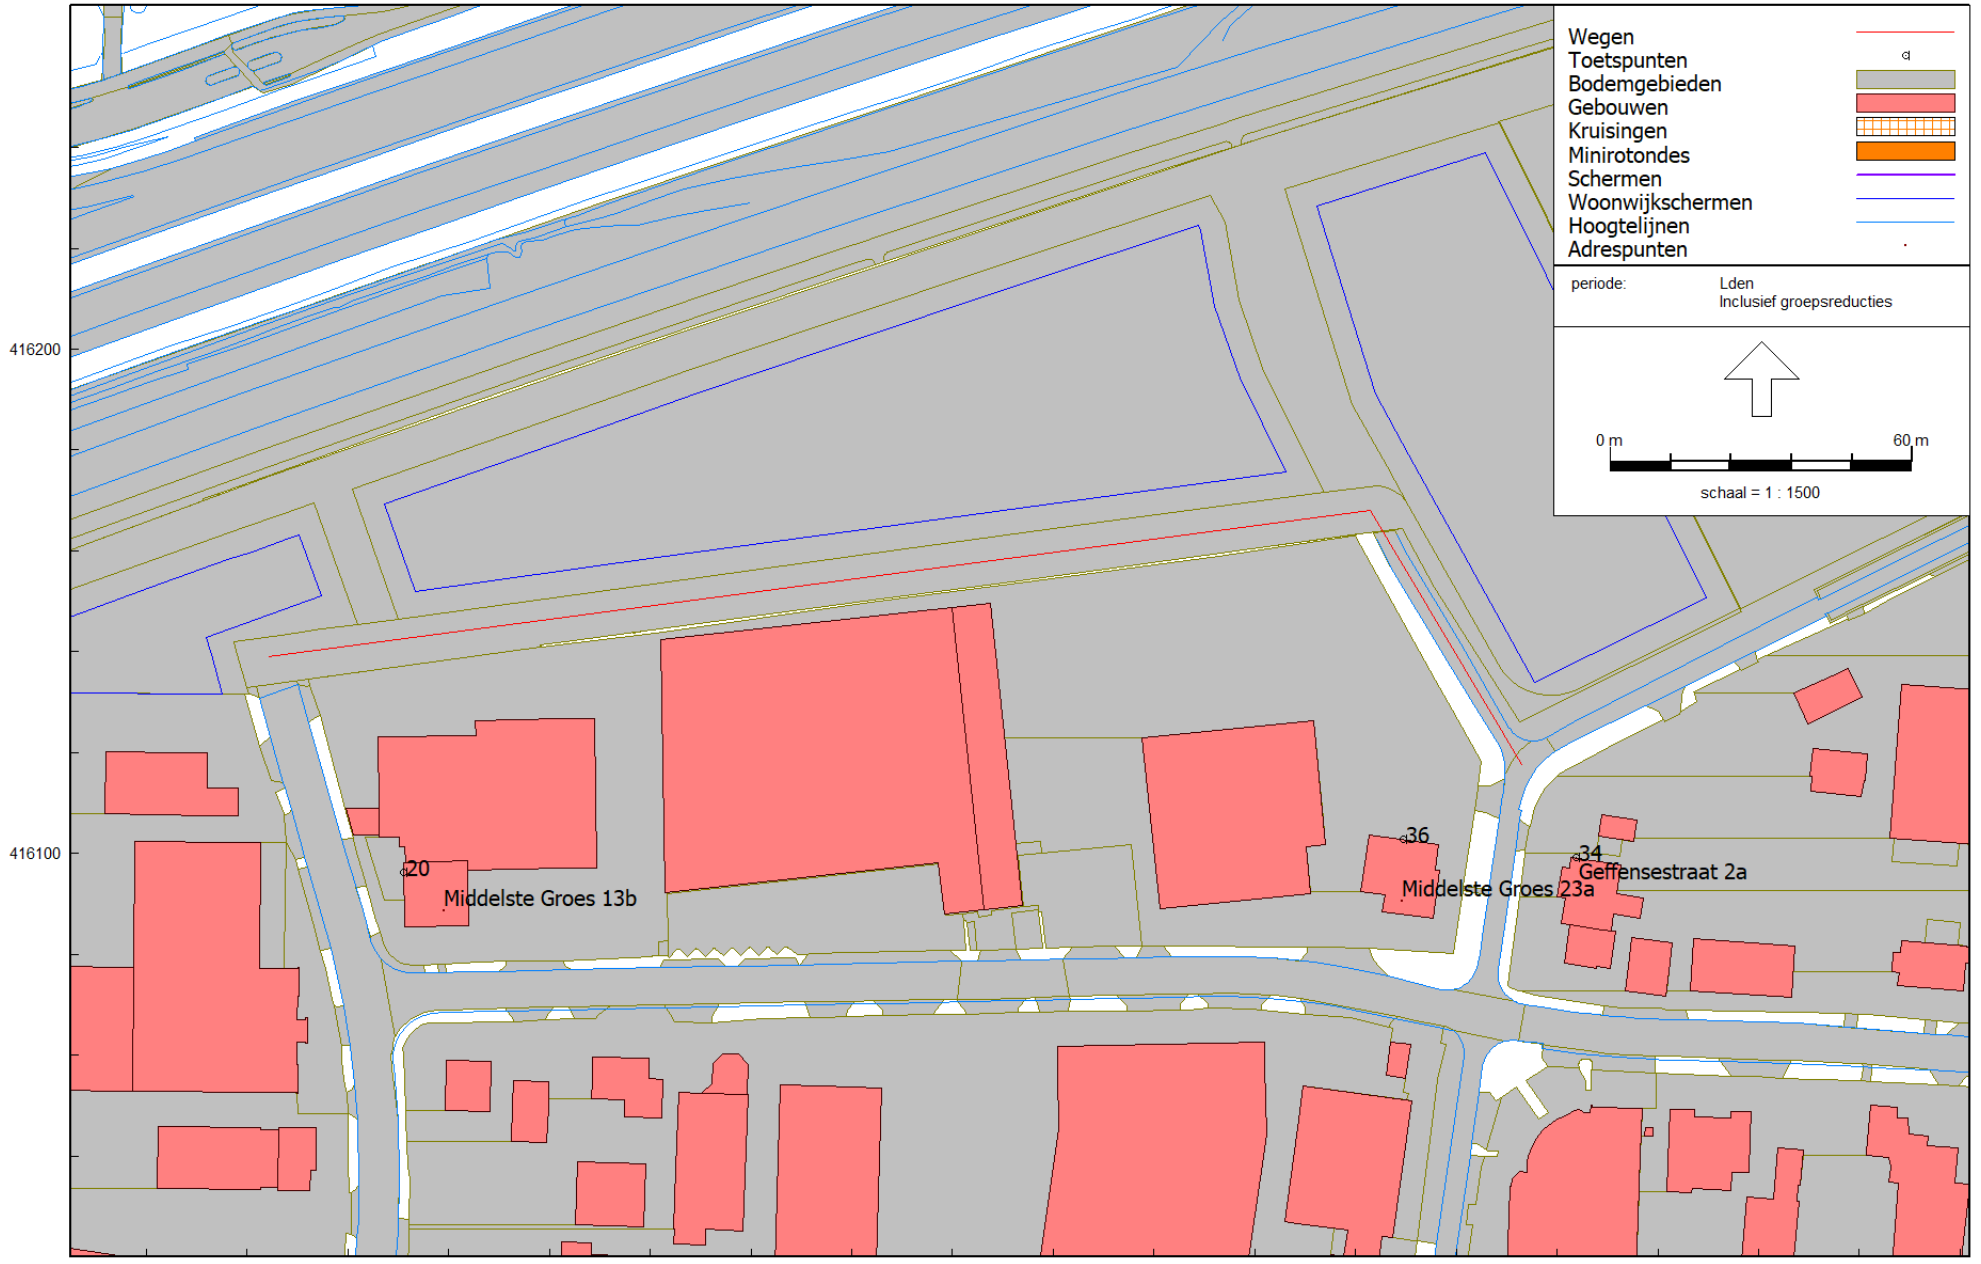 Wegen
Toetspunten
Bodemgebieden
Gebouwen
Kruisingen
Minirotondes
Schermen
Woonwijkschermen
Hoogtelijnen
Adrespunten
periode: Lden
Inclusief groepsreducties
0 m 60 m
schaal = 1 : 1500
416200
416100
20
Middelste Groes 13b
36
Middelste Groes 23a
34
Geffensestraat 2a